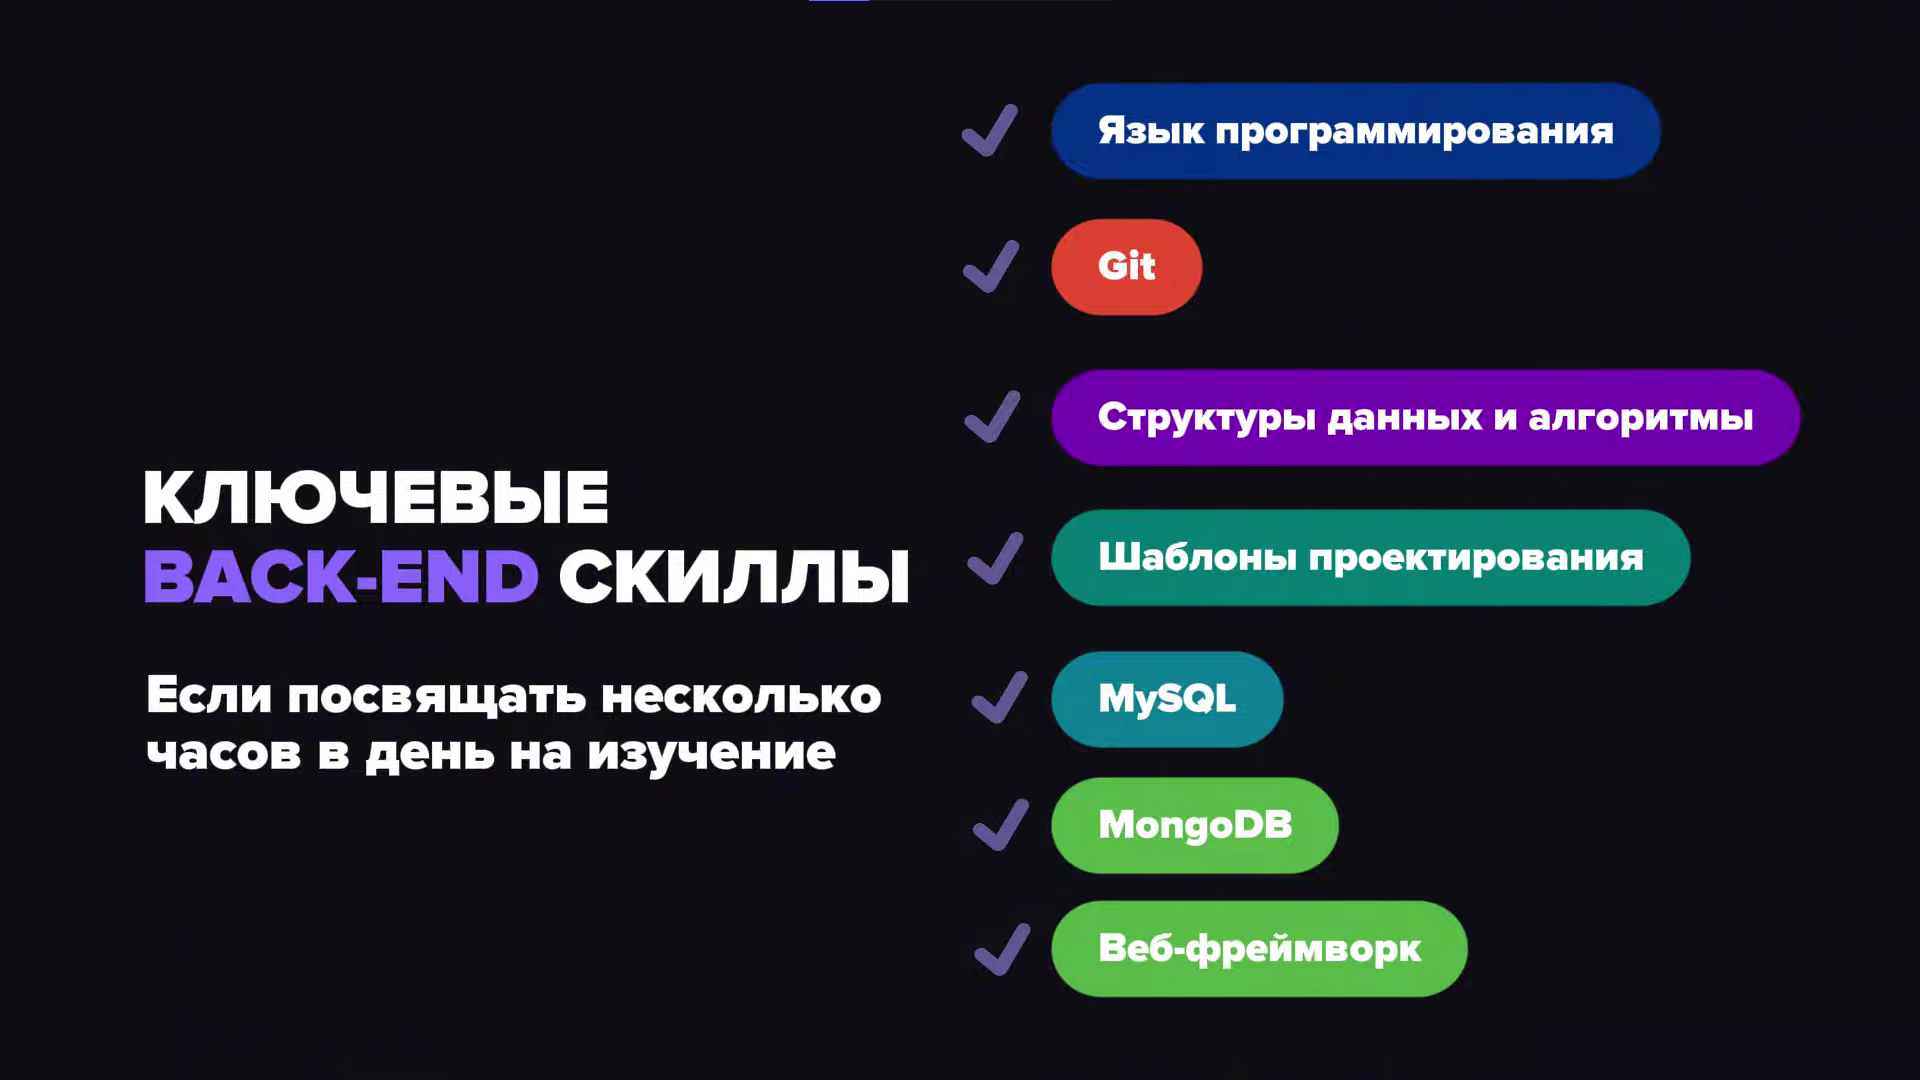 КЛЮЧЕВЫЕ
BACK-END СКИЛЛЫ
Если посвящать несколько
часов в день на изучение
Язык программирования
Git
Структуры данных и алгоритмы
Шаблоны проектирования
MySQL
MongoDB
Веб-фреймворк